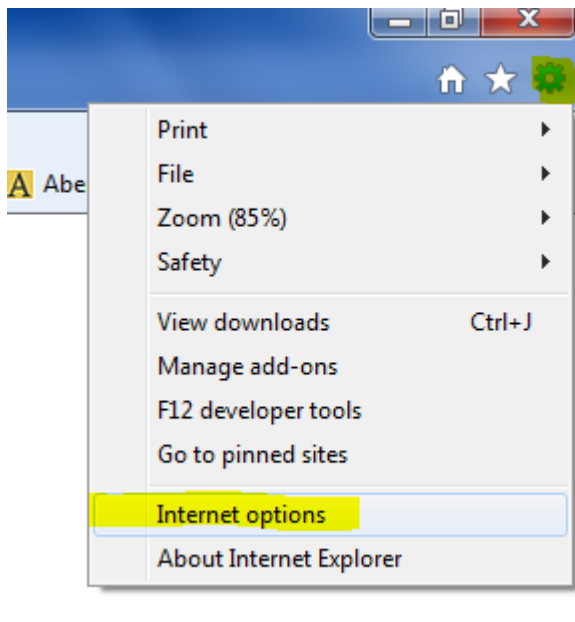 A Abe
Print
File
Zoom (85%)
Safety
View downloads Ctrl+J
Manage add-ons
F12 developer tools
Go to pinned sites
Internet options
About Internet Explorer